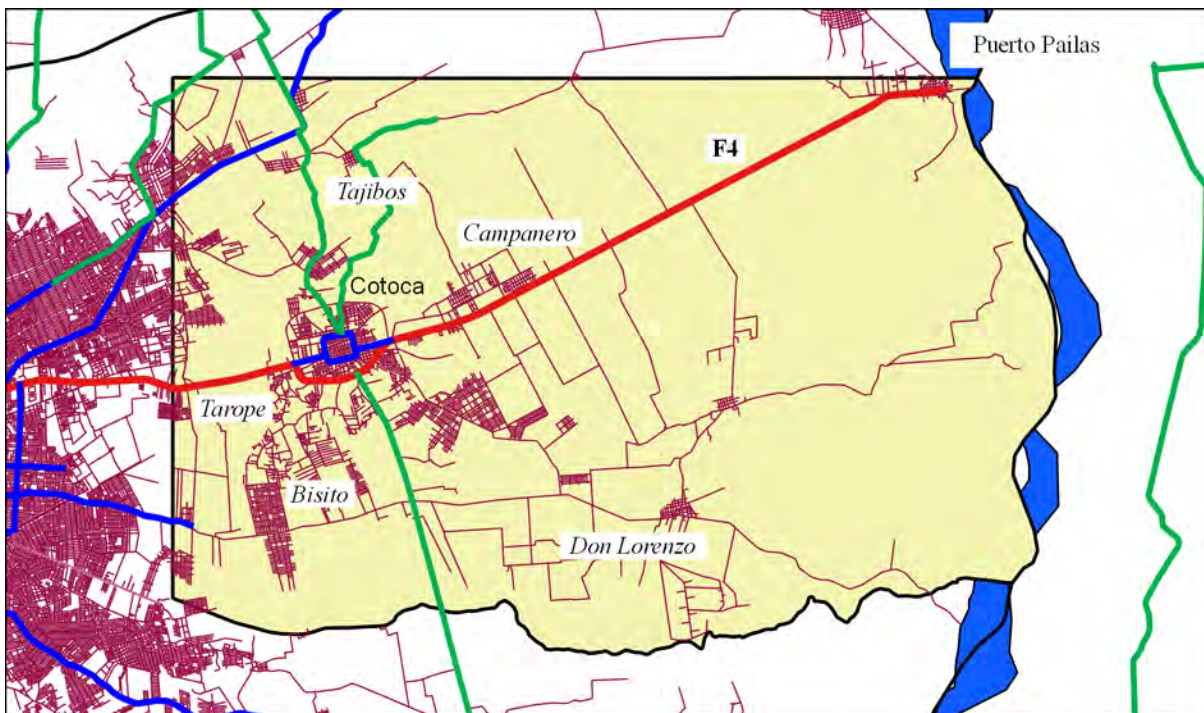 Puerto Pailas
F4
Tajibos
Campanero
Cotoca
Tarope
Bisito
Don Lorenzo